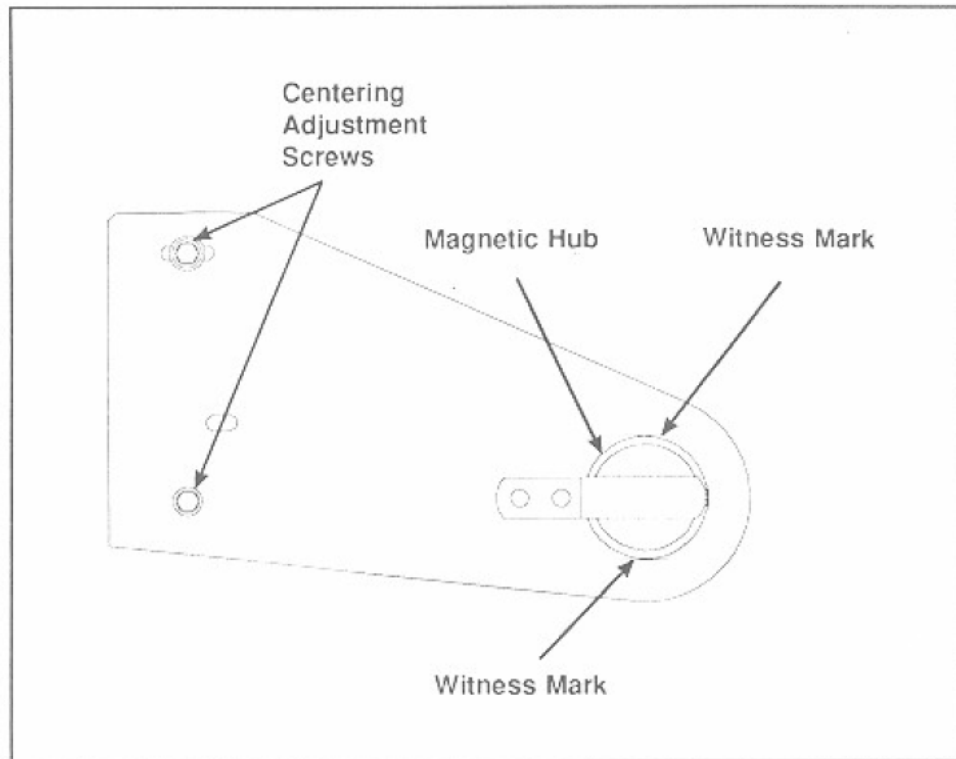 Centering
Adjustment
Screws
Magnetic Hub
Witness Mark
Witness Mark